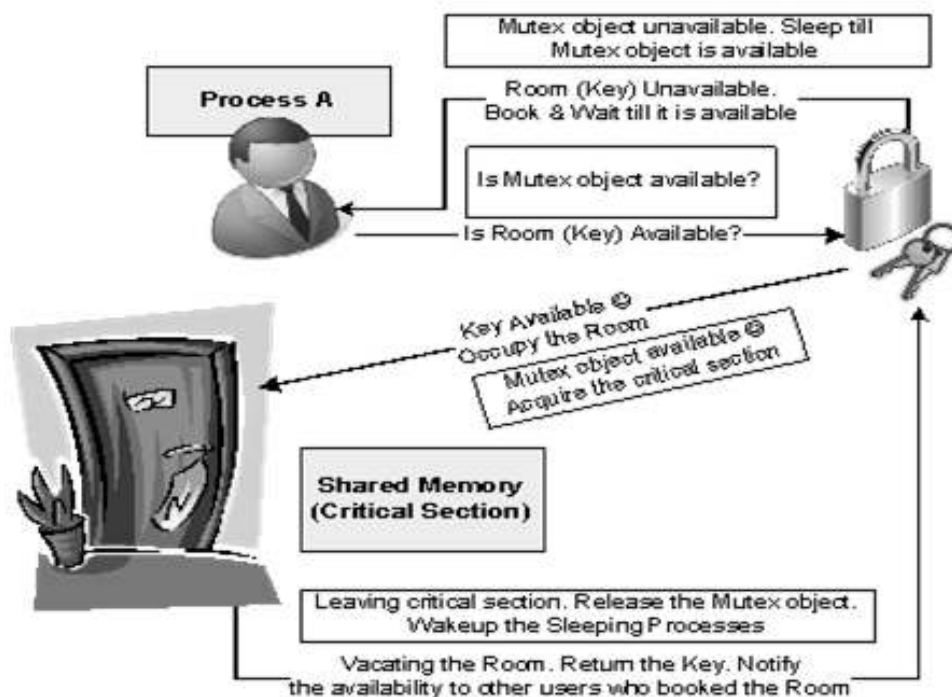 Mutex object unavailable. Sleep till
Mutex object is available
Process A
Room (Key) Unavailable.
Book & Wait till it is available
Is Mutex object available?
Is Room (Key) Available?
Key Available ☺
Occupy the Room
Mutex object available ☺
Acquire the critical section
Shared Memory
(Critical Section)
Leaving critical section. Release the Mutex object.
Wakeup the Sleeping Processes
Vacating the Room. Return the Key. Notify
the availability to other users who booked the Room